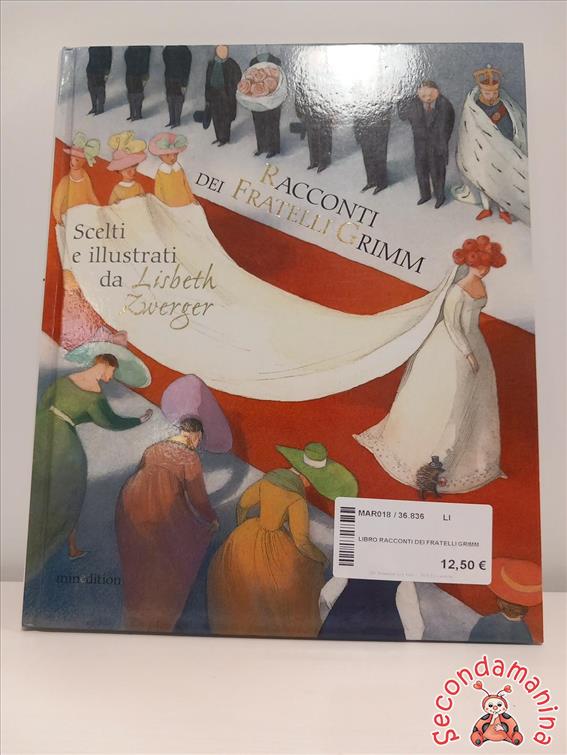 RACCONTI
DEI FRATELLI GRIMM
Scelti
e illustrati
da Lisbeth
Zwerger
minedition
MAR018 / 36.836 LI
LIBRO RACCONTI DEI FRATELLI GRIMM
12,50 €
Secondamanina